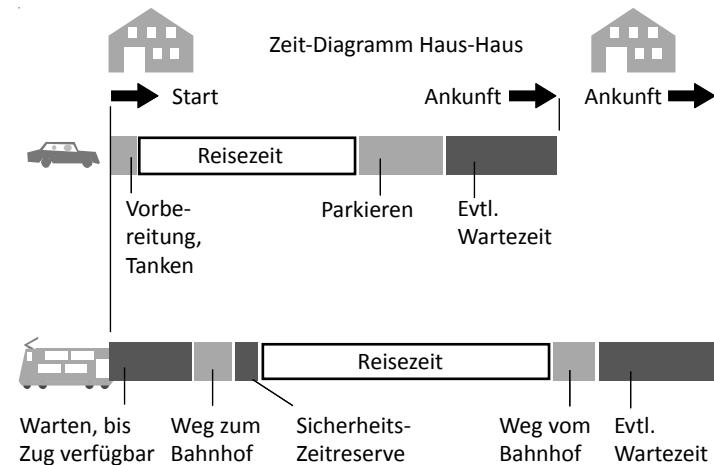 Zeit-Diagramm Haus-Haus
Start
Ankunft
Ankunft
Reisezeit
Vorbe-
reitung,
Tanken
Parkieren
Evtl.
Wartezeit
Reisezeit
Warten, bis
Zug verfügbar
Weg zum
Bahnhof
Sicherheits-
Zeitreserve
Weg vom
Bahnhof
Evtl.
Wartezeit